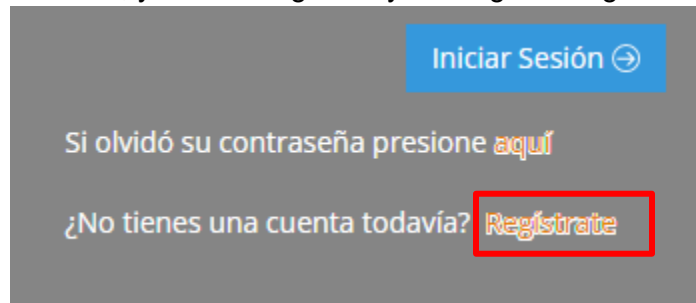 Iniciar Sesión
Si olvidó su contraseña presione aquí
¿No tienes una cuenta todavía? Regístrate